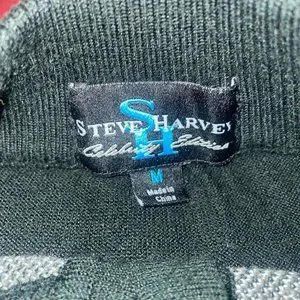 SH
STEVE HARVEY
Celebrity Edition
M
Made in
China